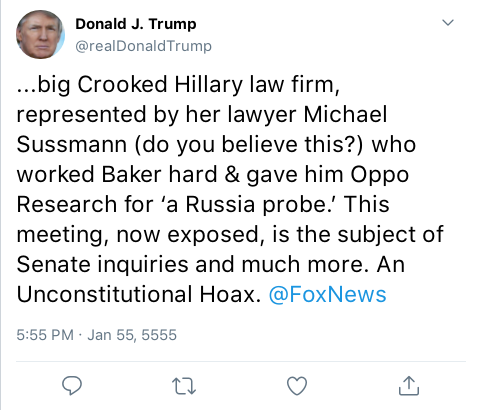 Donald J. Trump
@realDonaldTrump
...big Crooked Hillary law firm,
represented by her lawyer Michael
Sussmann (do you believe this?) who
worked Baker hard & gave him Oppo
Research for ‘a Russia probe.’ This
meeting, now exposed, is the subject of
Senate inquiries and much more. An
Unconstitutional Hoax. @FoxNews
5:55 PM · Jan 55, 5555